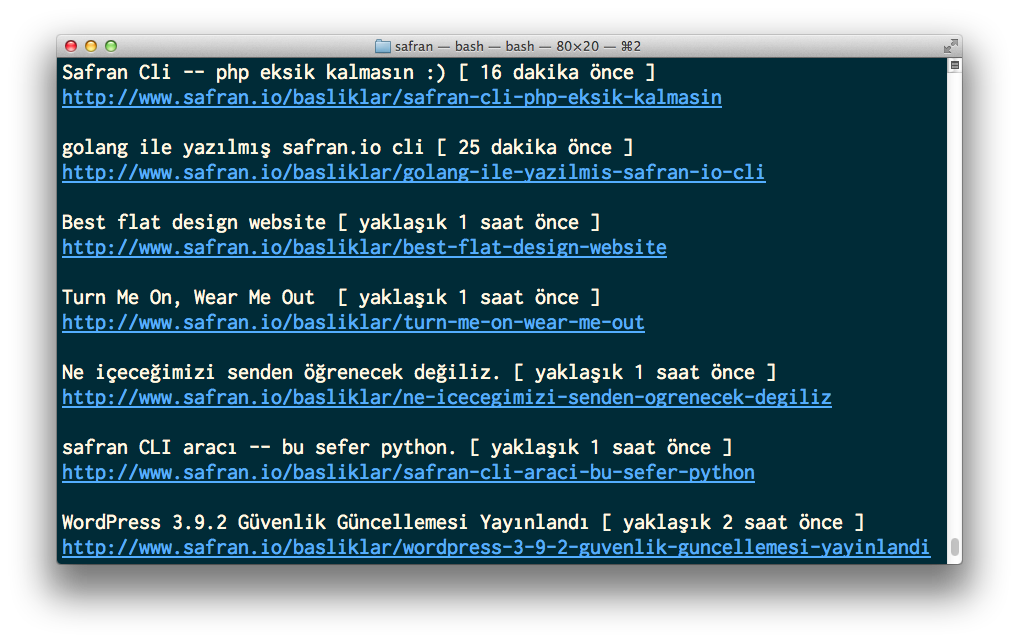 safran — bash — bash — 80×20 — ⌘2
Safran Cli -- php eksik kalmasın :) [ 16 dakika önce ]
http://www.safran.io/basliklar/safran-cli-php-eksik-kalmasin
golang ile yazılmış safran.io cli [ 25 dakika önce ]
http://www.safran.io/basliklar/golang-ile-yazilmis-safran-io-cli
Best flat design website [ yaklaşık 1 saat önce ]
http://www.safran.io/basliklar/best-flat-design-website
Turn Me On, Wear Me Out  [ yaklaşık 1 saat önce ]
http://www.safran.io/basliklar/turn-me-on-wear-me-out
Ne içeceğimizi senden öğrenecek değiliz. [ yaklaşık 1 saat önce ]
http://www.safran.io/basliklar/ne-icecegimizi-senden-ogrenecek-degiliz
safran CLI aracı -- bu sefer python. [ yaklaşık 1 saat önce ]
http://www.safran.io/basliklar/safran-cli-araci-bu-sefer-python
WordPress 3.9.2 Güvenlik Güncellemesi Yayınlandı [ yaklaşık 2 saat önce ]
http://www.safran.io/basliklar/wordpress-3-9-2-guvenlik-guncellemesi-yayinlandi